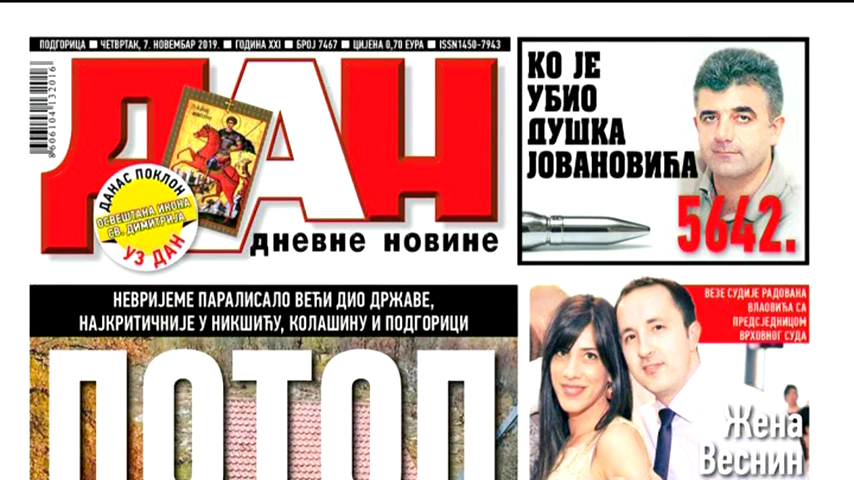 ПОДГОРИЦА ■ ЧЕТВРТАК, 7. НОВЕМБАР 2019. ■ ГОДИНА XXI ■ БРОЈ 7467 ■ ЦИЈЕНА 0,70 ЕУРА ■ ISSN1450-7943
8606104132016
ДАН
ДНЕВНЕ НОВИНЕ
ДАНАС ПОКЛОН
ОСВЕШТАНА ИКОНА
СВ. ДИМИТРИЈА
УЗ ДАН
КО ЈЕ
УБИО
ДУШКА
ЈОВАНОВИЋА
5642.
НЕВРИЈЕМЕ ПАРАЛИСАЛО ВЕЋИ ДИО ДРЖАВЕ,
НАЈКРИТИЧНИЈЕ У НИКШИЋУ, КОЛАШИНУ И ПОДГОРИЦИ
ПОТОП
ВЕЗЕ СУДИЈЕ РАДОВАНА
ВЛАОВИЋА СА
ПРЕДСЈЕДНИЦОМ
ВРХОВНОГ СУДА
Жена
Веснин